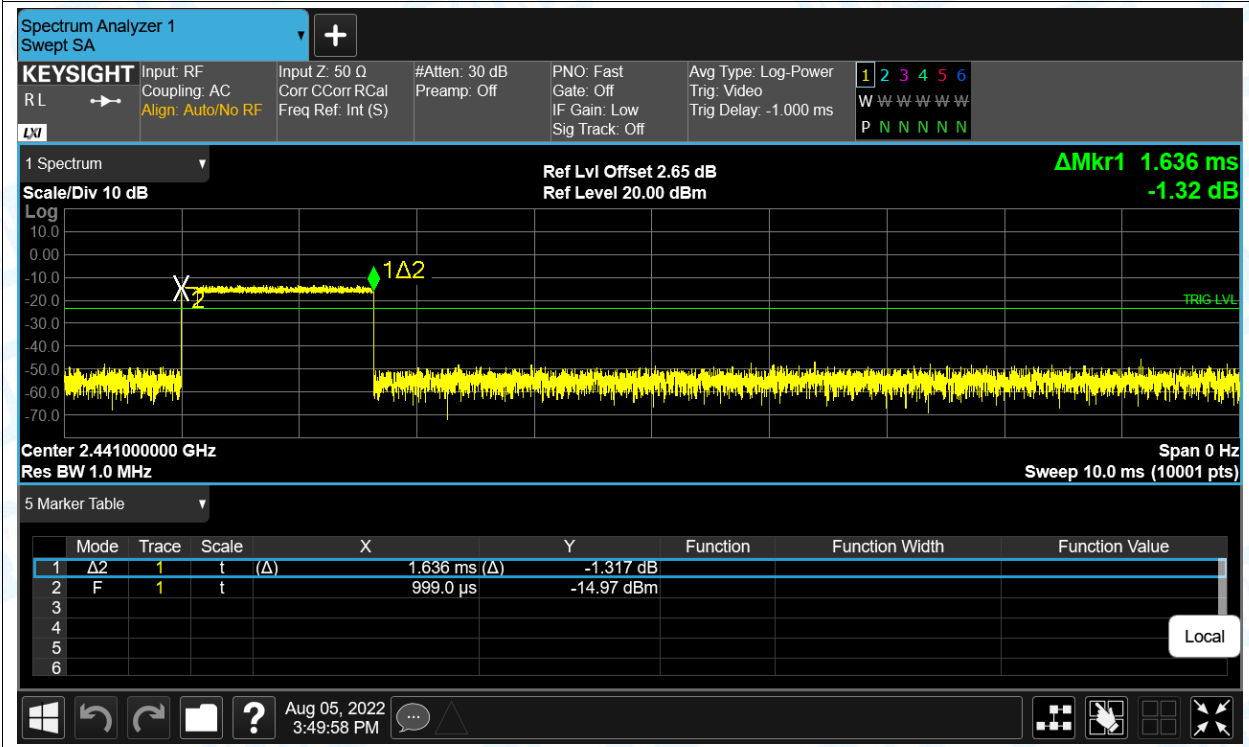 Spectrum Analyzer 1
Swept SA
KEYSIGHT
R L
LXI
Input: RF
Coupling: AC
Align: Auto/No RF
Input Z: 50 Ω
Corr CCorr RCal
Freq Ref: Int (S)
#Atten: 30 dB
Preamp: Off
PNO: Fast
Gate: Off
IF Gain: Low
Sig Track: Off
Avg Type: Log-Power
Trig: Video
Trig Delay: -1.000 ms
1 2 3 4 5 6
W W W W W W
P N N N N N
1 Spectrum
Scale/Div 10 dB
Ref Lvl Offset 2.65 dB
Ref Level 20.00 dBm
ΔMkr1 1.636 ms
-1.32 dB
Log
10.0
0.00
-10.0
-20.0
-30.0
-40.0
-50.0
-60.0
-70.0
1Δ2
2
TRIG LVL
Center 2.441000000 GHz
Res BW 1.0 MHz
Span 0 Hz
Sweep 10.0 ms (10001 pts)
5 Marker Table
Mode Trace Scale X Y Function Function Width Function Value
1 Δ2 1 t (Δ) 1.636 ms (Δ) -1.317 dB
2 F 1 t 999.0 µs -14.97 dBm
3
4
5
6
Local
?
Aug 05, 2022
3:49:58 PM